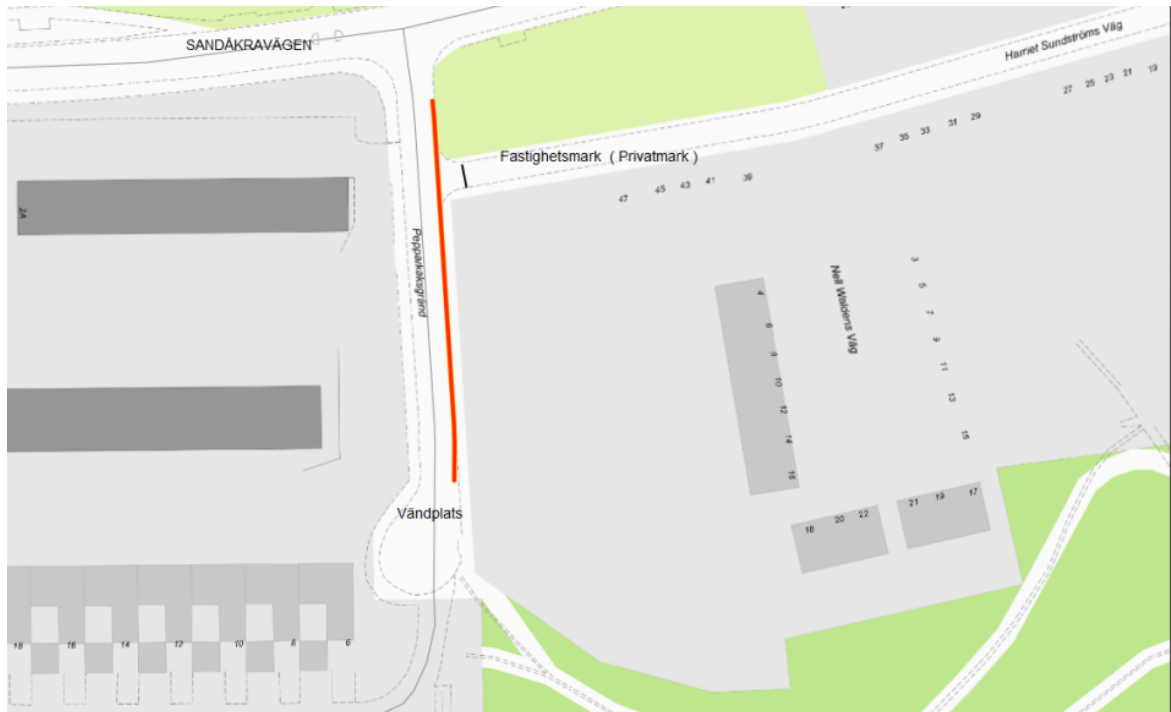 SANDÅKRAVÄGEN
Harriet Sundströms Väg
27 25 23 21 19
37 35 33 31 29
Fastighetsmark ( Privatmark )
47 45 43 41 39
2A
Pepparkaksgränd
Nell Waldens Väg
4
6
8
10
12
14
16
3
5
7
9
11
13
15
Vändplats
18 20 22
21 19 17
18 16 14 12 10 8 6